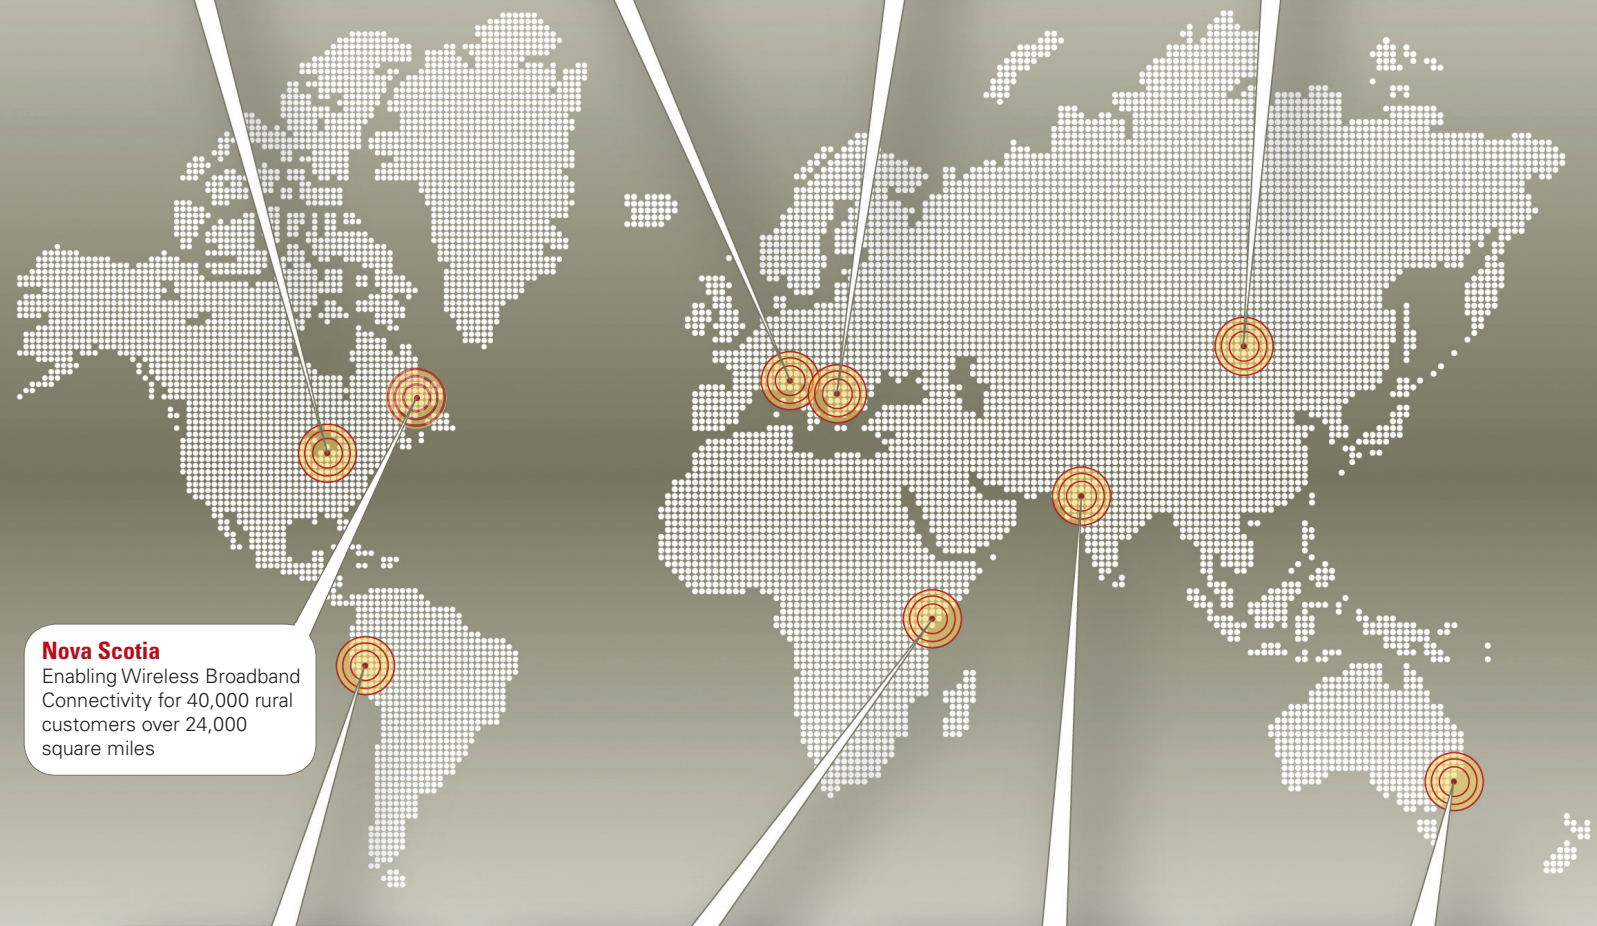 Nova Scotia
Enabling Wireless Broadband
Connectivity for 40,000 rural
customers over 24,000
square miles